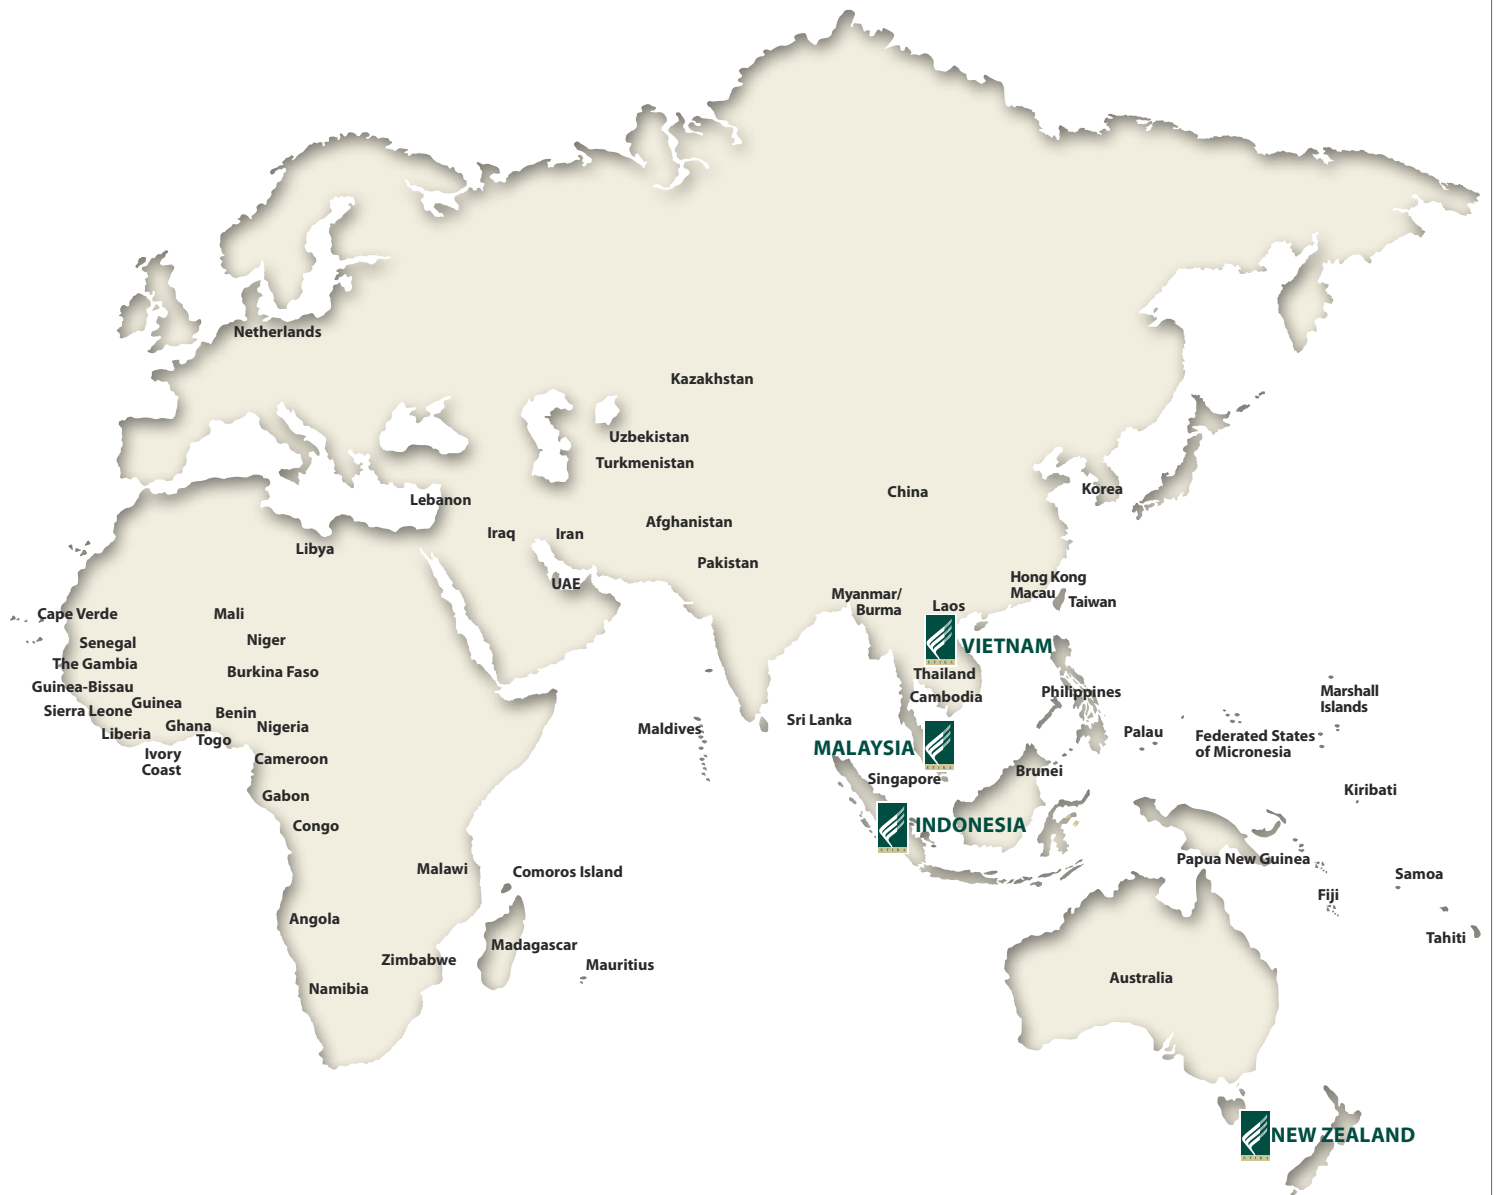 Netherlands
Kazakhstan
Uzbekistan
Turkmenistan
China
Korea
Lebanon
Afghanistan
Iraq
Iran
Libya
Pakistan
UAE
Hong Kong
Macau
Taiwan
Myanmar/
Burma
Laos
Cape Verde
Mali
Senegal
Niger
VIETNAM
The Gambia
Burkina Faso
Thailand
Guinea-Bissau
Cambodia
Philippines
Marshall
Islands
Guinea
Sierra Leone
Benin
Ghana
Nigeria
Liberia
Togo
Maldives
Sri Lanka
Palau
Federated States
of Micronesia
Ivory
Coast
Cameroon
MALAYSIA
ETIKA
Singapore
Brunei
Gabon
Kiribati
Congo
INDONESIA
ETIKA
Malawi
Comoros Island
Papua New Guinea
Samoa
Fiji
Angola
Tahiti
Madagascar
Zimbabwe
Mauritius
Namibia
Australia
NEW ZEALAND
ETIKA